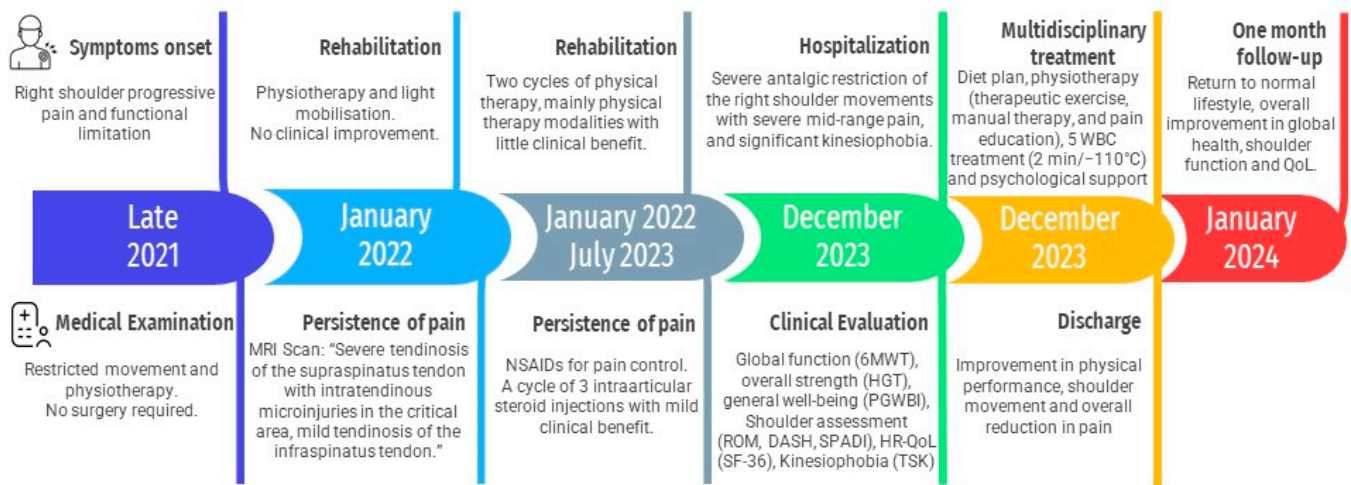 Symptoms onset
Right shoulder progressive
pain and functional
limitation
Late
2021
Medical Examination
Restricted movement and
physiotherapy.
No surgery required.
Rehabilitation
Physiotherapy and light
mobilisation.
No clinical improvement.
January
2022
Persistence of pain
MRI Scan: “Severe tendinosis
of the supraspinatus tendon
with intratendinous
microinjuries in the critical
area, mild tendinosis of the
infraspinatus tendon.”
Rehabilitation
Two cycles of physical
therapy, mainly physical
therapy modalities with
little clinical benefit.
January 2022
July 2023
Persistence of pain
NSAIDs for pain control.
A cycle of 3 intraarticular
steroid injections with mild
clinical benefit.
Hospitalization
Severe antalgic restriction of
the right shoulder movements
with severe mid-range pain,
and significant kinesiophobia.
December
2023
Clinical Evaluation
Global function (6MWT),
overall strength (HGT),
general well-being (PGWBI),
Shoulder assessment
(ROM, DASH, SPADI), HR-QoL
(SF-36), Kinesiophobia (TSK)
Multidisciplinary
treatment
Diet plan, physiotherapy
(therapeutic exercise,
manual therapy, and pain
education), 5 WBC
treatment (2 min/−110°C)
and psychological support
December
2023
Discharge
Improvement in physical
performance, shoulder
movement and overall
reduction in pain
One month
follow-up
Return to normal
lifestyle, overall
improvement in global
health, shoulder
function and QoL.
January
2024